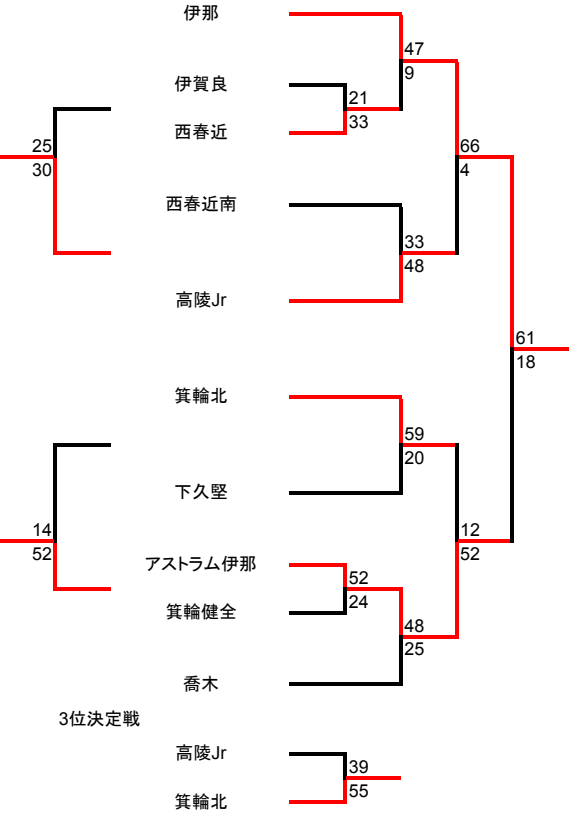 伊那
47
9
伊賀良
21
33
西春近
25
30
66
4
西春近南
33
48
高陵Jr
61
18
箕輪北
59
20
下久堅
14
52
12
52
アストラム伊那
52
24
箕輪健全
48
25
喬木
3位決定戦
高陵Jr
39
55
箕輪北